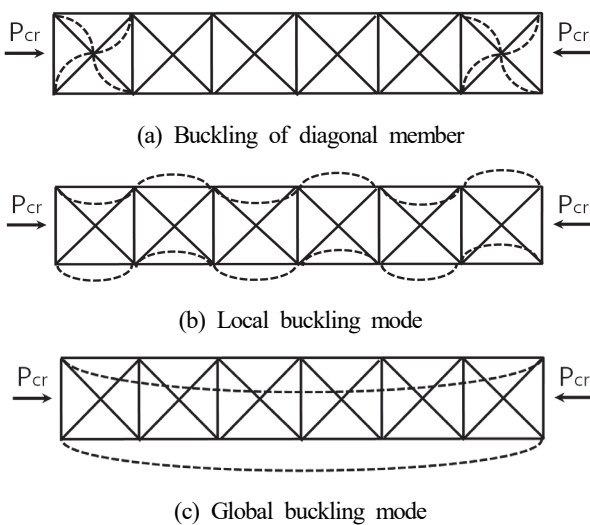 Pcr Pcr
(a) Buckling of diagonal member
Pcr Pcr
(b) Local buckling mode
Pcr Pcr
(c) Global buckling mode